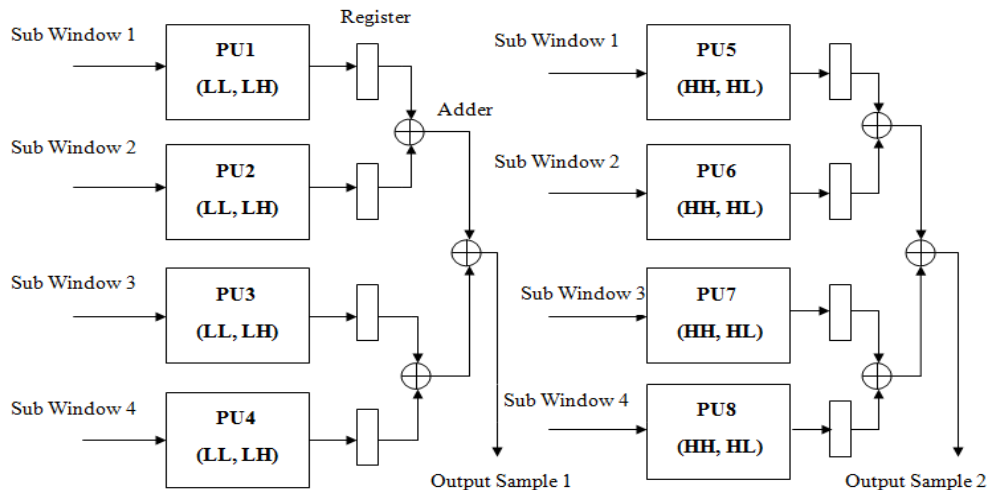 Register
Sub Window 1
PU1
(LL, LH)
Adder
Sub Window 2
PU2
(LL, LH)
Sub Window 3
PU3
(LL, LH)
Sub Window 4
PU4
(LL, LH)
Output Sample 1
Sub Window 1
PU5
(HH, HL)
Sub Window 2
PU6
(HH, HL)
Sub Window 3
PU7
(HH, HL)
Sub Window 4
PU8
(HH, HL)
Output Sample 2